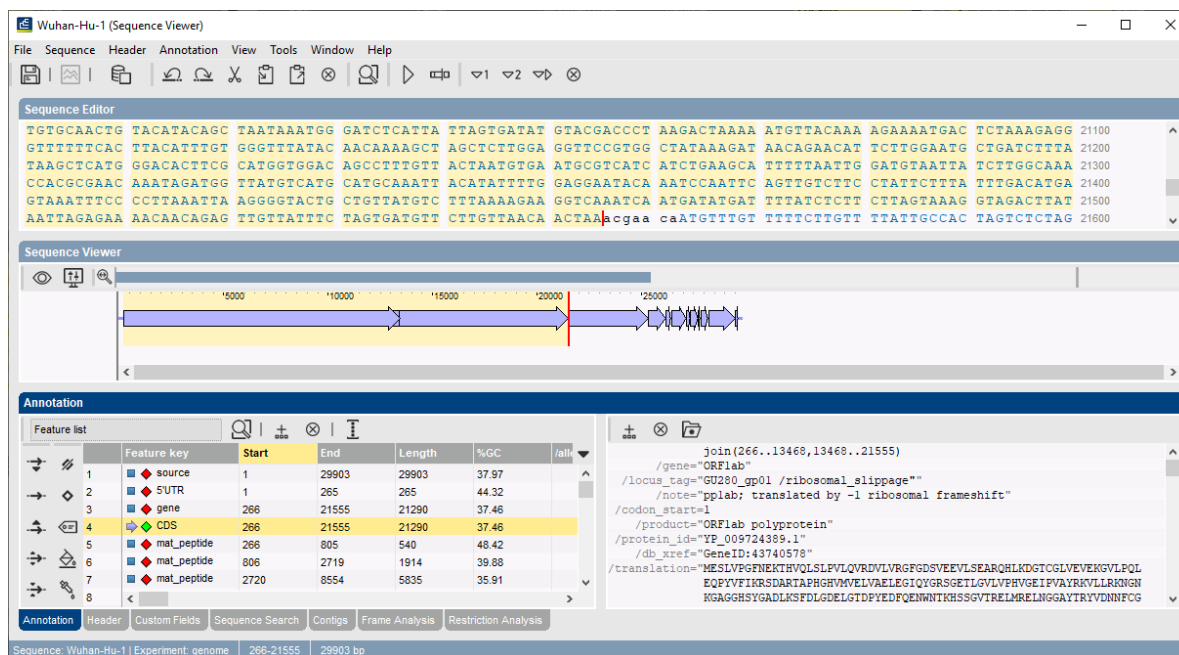 Wuhan-Hu-1 (Sequence Viewer)
File Sequence Header Annotation View Tools Window Help
Sequence Editor
TGTGCAACTG TACATACAGC TAATAAATGG GATCTCATTA TTAGTGATAT GTACGACCCT AAGACTAAAA ATGTTACAAA AGAAAATGAC TCTAAAGAGG 21100
GTTTTTTCAC TTACATTTGT GGGTTTATAC AACAAAAGCT AGCTCTTGGA GGTTCCGTGG CTATAAAGAT AACAGAACAT TCTTGGAATG CTGATCTTTA 21200
TAAGCTCATG GGACACTTCG CATGGTGGAC AGCCTTTGTT ACTAATGTGA ATGCGTCATC ATCTGAAGCA TTTTTAATTG GATGTAATTA TCTTGGCAAA 21300
CCACGCGAAC AAATAGATGG TTATGTCATG CATGCAAATT ACATATTTTG GAGGAATACA AATCCAATTC AGTTGTCTTC CTATTCTTTA TTTGACATGA 21400
GTAAATTTCC CCTTAAATTA AGGGGTACTG CTGTTATGTC TTTAAAAGAA GGTCAAATCA ATGATATGAT TTTATCTCTT CTTAGTAAAG GTAGACTTAT 21500
AATTAGAGAA AACAACAGAG TTGTTATTTC TAGTGATGTT CTTGTTAACA ACTAAacgaa caATGTTTGT TTTTCTTGTT TTATTGCCAC TAGTCTCTAG 21600
Sequence Viewer
'5000 '10000 '15000 '20000 '25000
Annotation
Feature list
Feature key Start End Length %GC /alle
1 source 1 29903 29903 37.97
2 5'UTR 1 265 265 44.32
3 gene 266 21555 21290 37.46
4 CDS 266 21555 21290 37.46
5 mat_peptide 266 805 540 48.42
6 mat_peptide 806 2719 1914 39.88
7 mat_peptide 2720 8554 5835 35.91
8
join(266..13468,13468..21555)
/gene="ORF1ab"
/locus_tag="GU280_gp01 /ribosomal_slippage""
/note="pp1ab; translated by -1 ribosomal frameshift"
/codon_start=1
/product="ORF1ab polyprotein"
/protein_id="YP_009724389.1"
/db_xref="GeneID:43740578"
/translation="MESLVPGFNEKTHVQLSLPVLQVRDVLVRGFGDSVEEVLSEARQHLKDGTCGLVEVEKGVLPQL
EQPYVFIKRSDARTAPHGHVMVELVAELEGIQYGRSGETLGVLVPHVGEIPVAYRKVLLRKNGN
KGAGGHSYGADLKSFDLGDELGTDPYEDFQENWNTKHSSGVTRELMRELNGGAYTRYVDNNFCG
Annotation Header Custom Fields Sequence Search Contigs Frame Analysis Restriction Analysis
Sequence: Wuhan-Hu-1 | Experiment: genome 266-21555 29903 bp